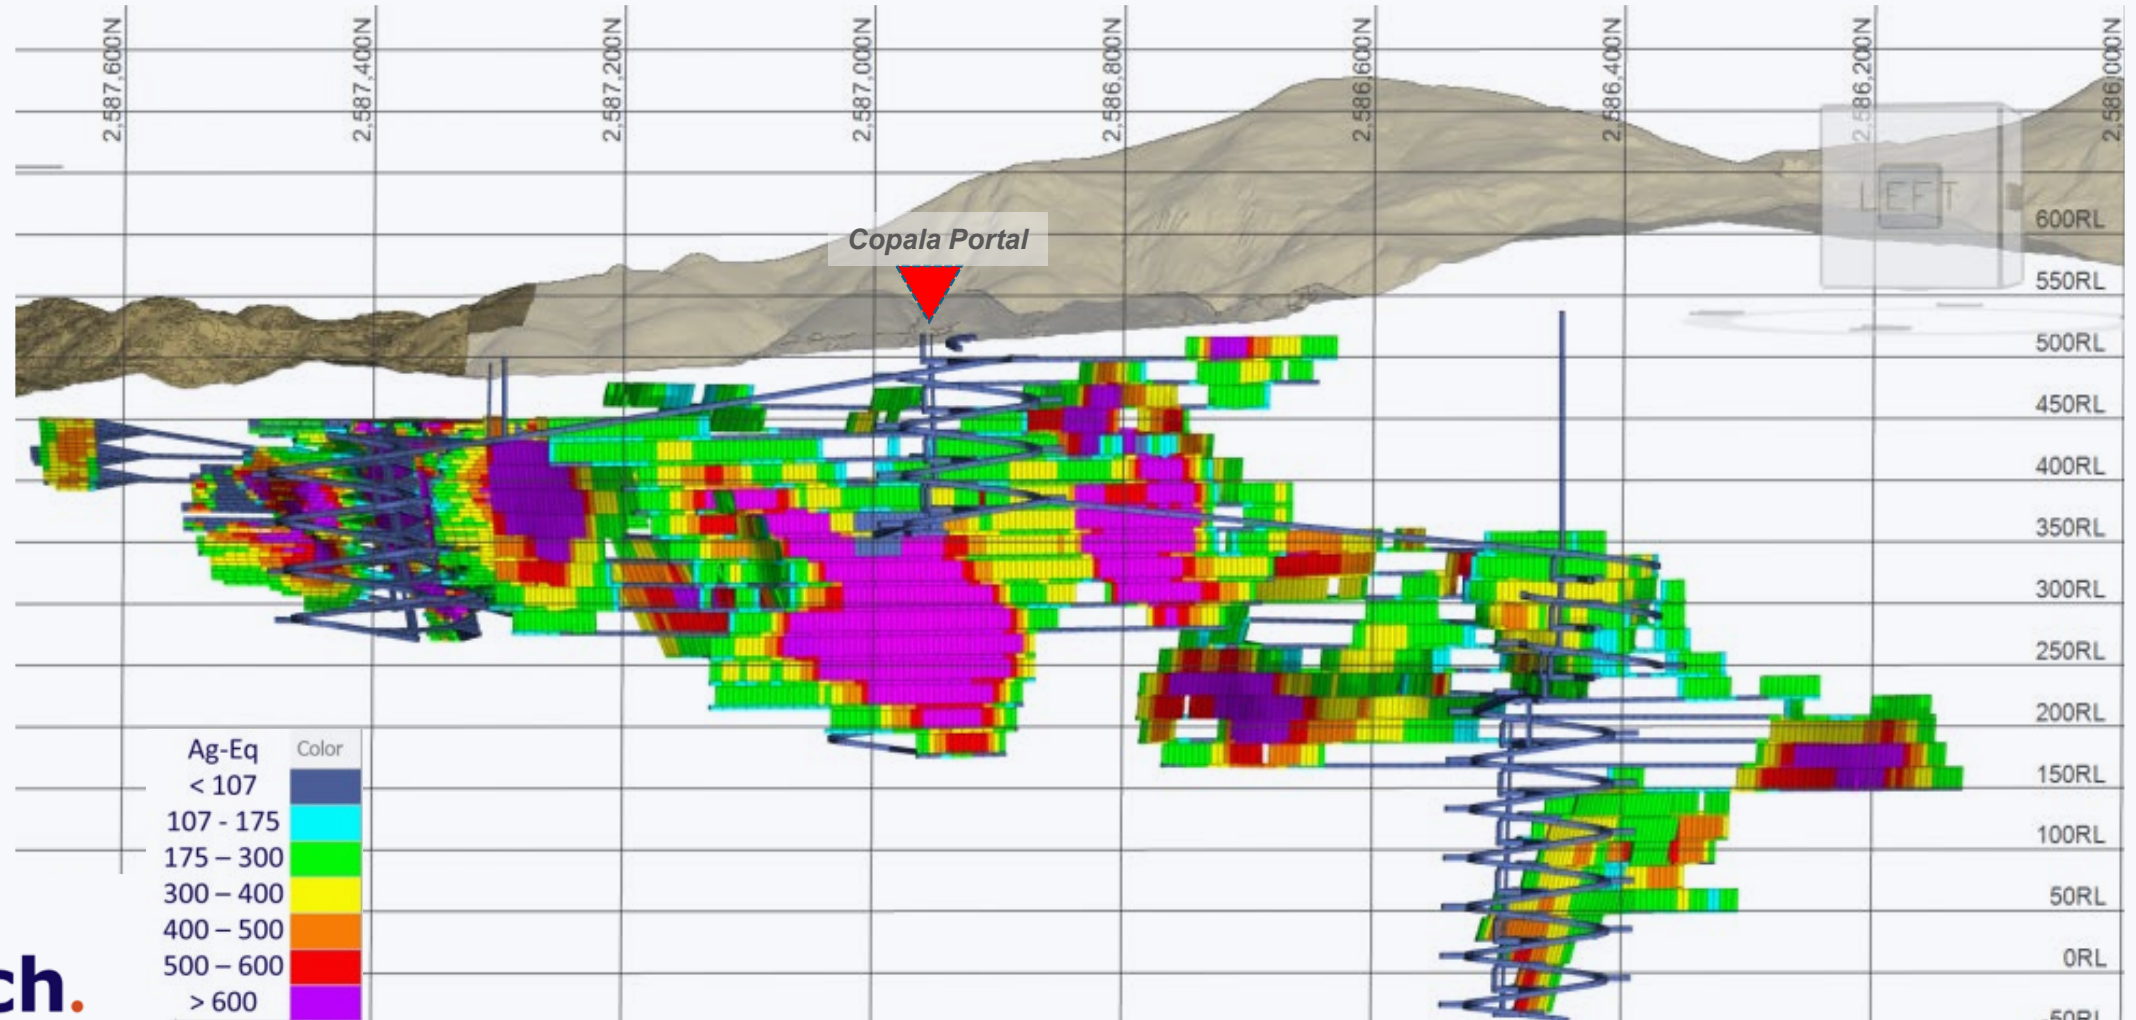 2,587,600N
2,587,400N
2,587,200N
2,587,000N
2,586,800N
2,586,600N
2,586,400N
2,586,200N
2,586,000N
LEFT
Copala Portal
600RL
550RL
500RL
450RL
400RL
350RL
300RL
250RL
200RL
150RL
100RL
50RL
0RL
-50RL
Ag-Eq Color
< 107
107 - 175
175 – 300
300 – 400
400 – 500
500 – 600
> 600
ch.